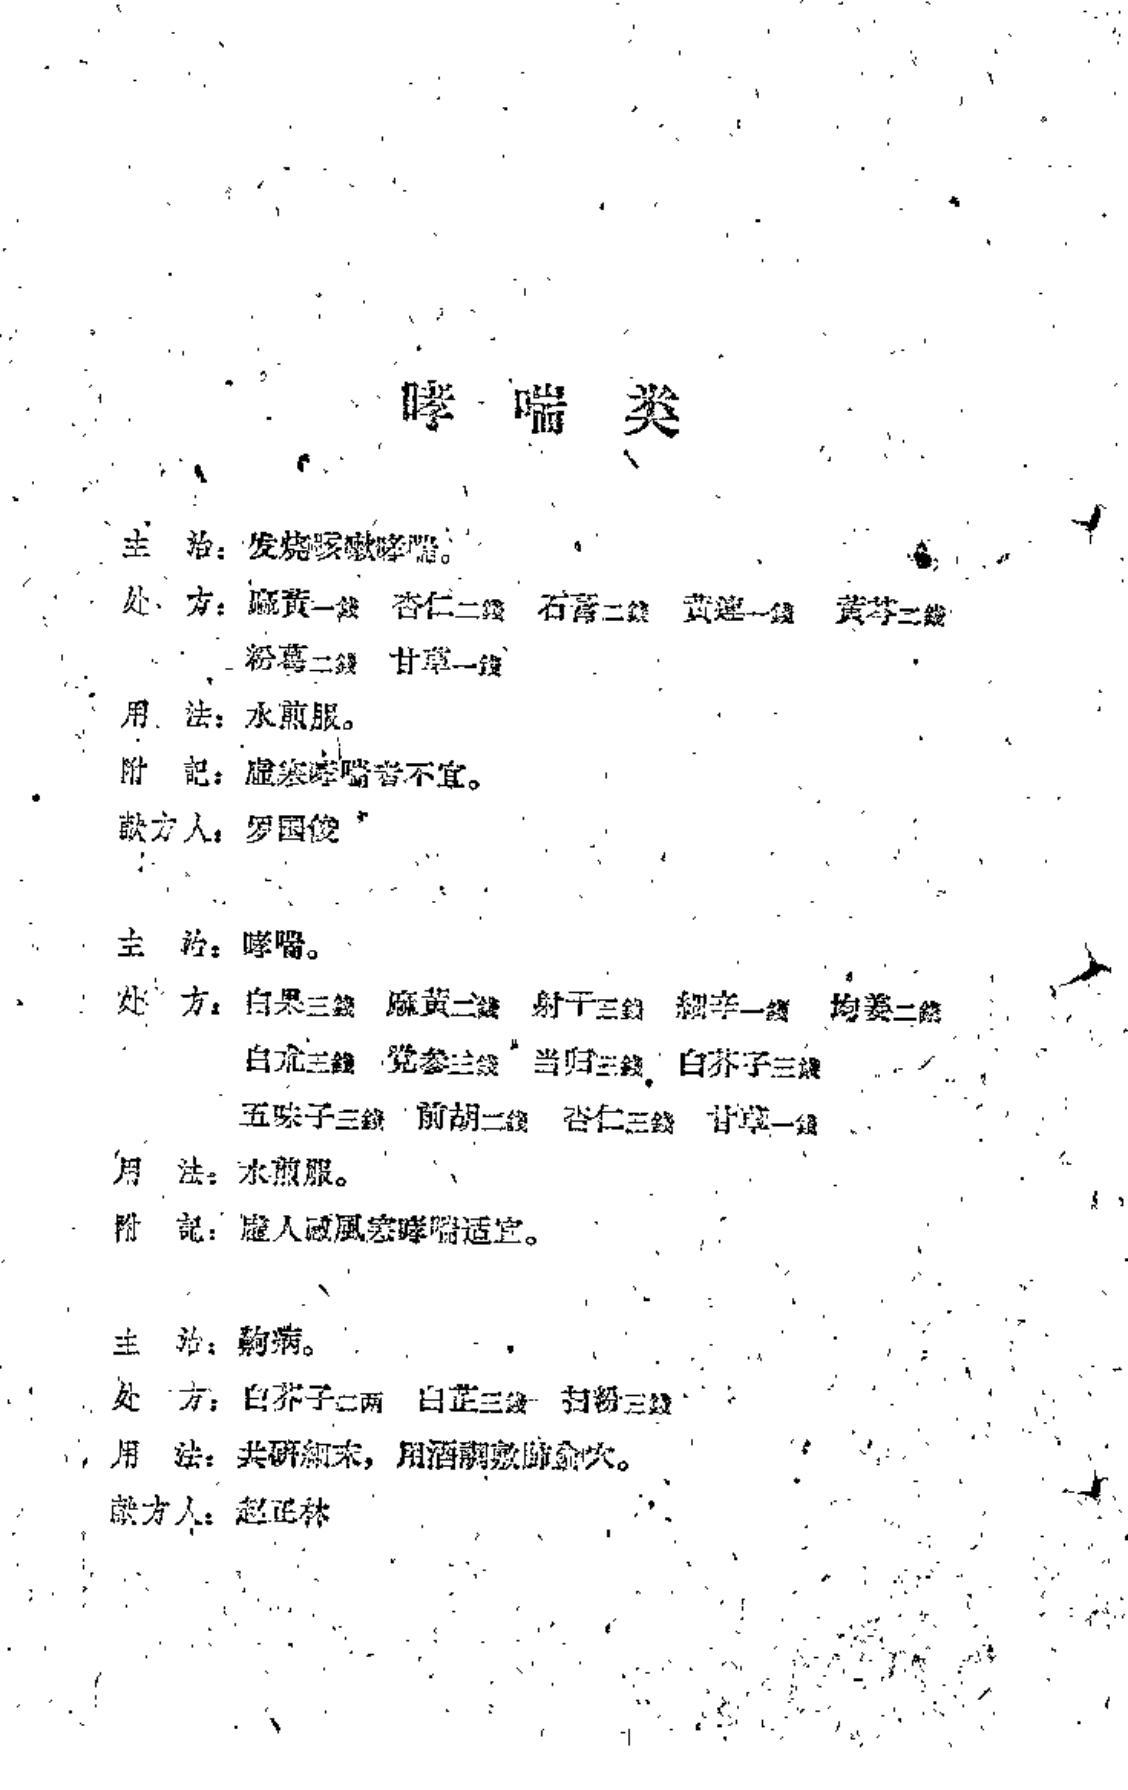 哮喘类
主治：发烧咳嗽哮喘。
处方：麻黄一錢 杏仁二錢 石膏二錢 黄連一錢 黄芩三錢
粉葛二錢 甘草一錢
用法：水煎服。
附記：虚寒哮喘者不宜。
献方人：罗国俊
主治：哮喘。
处方：白果三錢 麻黄二錢 射干三錢 細辛一錢 均姜二錢
白朮三錢 党参三錢 当归三錢 白芥子三錢
五味子三錢 前胡二錢 杏仁三錢 甘草一錢
用法：水煎服。
附記：虚人感風寒哮喘适宜。
主治：齁病。
处方：白芥子二两 白芷三錢 扫粉三錢
用法：共研細末，用酒調敷肺俞穴。
献方人：赵正林